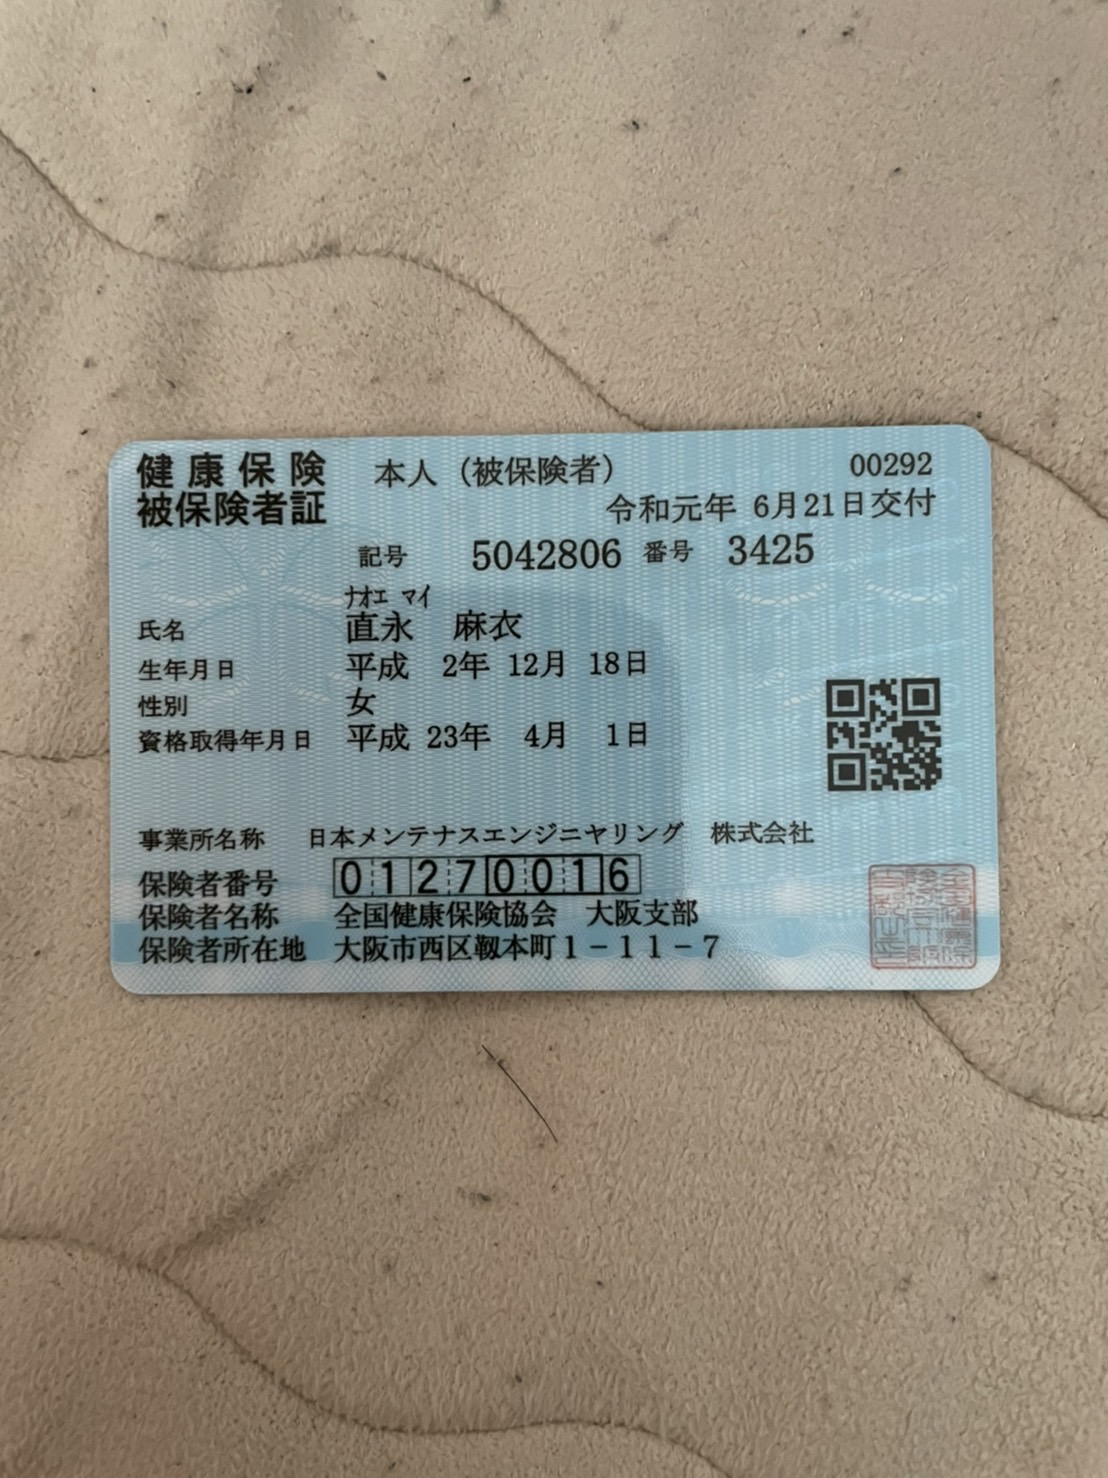 健康保険 本人（被保険者） 00292
被保険者証 令和元年 6月21日交付
記号 5042806 番号 3425
ﾅｵｴ ﾏｲ
氏名 直永 麻衣
生年月日 平成 2年 12月 18日
性別 女
資格取得年月日 平成 23年 4月 1日
事業所名称 日本メンテナスエンジニヤリング 株式会社
保険者番号 01270016
保険者名称 全国健康保険協会 大阪支部
保険者所在地 大阪市西区靱本町１－１１－７